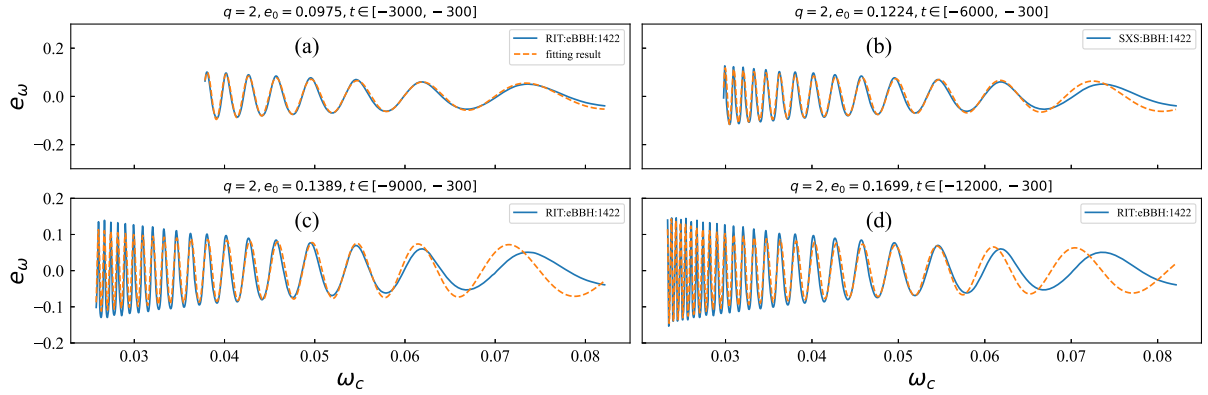 q = 2, e₀ = 0.0975, t ∈ [−3000, −300]
(a)
RIT:eBBH:1422
fitting result
0.2
0.0
−0.2
e_ω
q = 2, e₀ = 0.1224, t ∈ [−6000, −300]
(b)
SXS:BBH:1422
q = 2, e₀ = 0.1389, t ∈ [−9000, −300]
(c)
RIT:eBBH:1422
0.2
0.1
0.0
−0.1
−0.2
e_ω
0.03 0.04 0.05 0.06 0.07 0.08
ω_c
q = 2, e₀ = 0.1699, t ∈ [−12000, −300]
(d)
RIT:eBBH:1422
0.03 0.04 0.05 0.06 0.07 0.08
ω_c